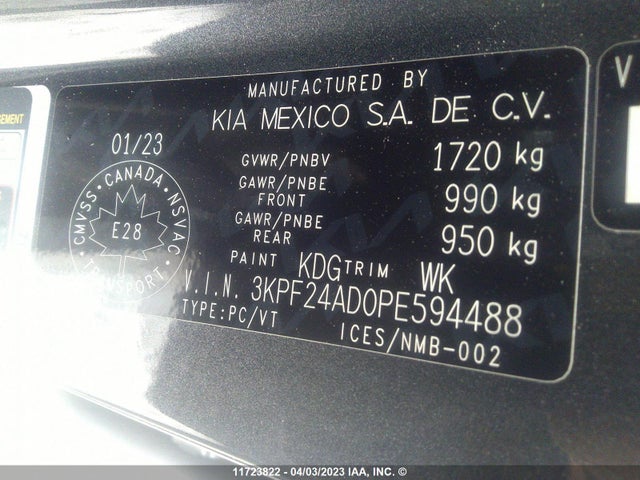 MANUFACTURED BY
KIA MEXICO S.A. DE C.V.
01/23
GVWR/PNBV 1720 kg
GAWR/PNBE FRONT 990 kg
GAWR/PNBE REAR 950 kg
PAINT KDG TRIM WK
V.I.N. 3KPF24AD0PE594488
TYPE:PC/VT ICES/NMB-002
CMVSS • CANADA • NSVAC • TRANSPORT •
E28
V
11723822 - 04/03/2023 IAA, INC. ©